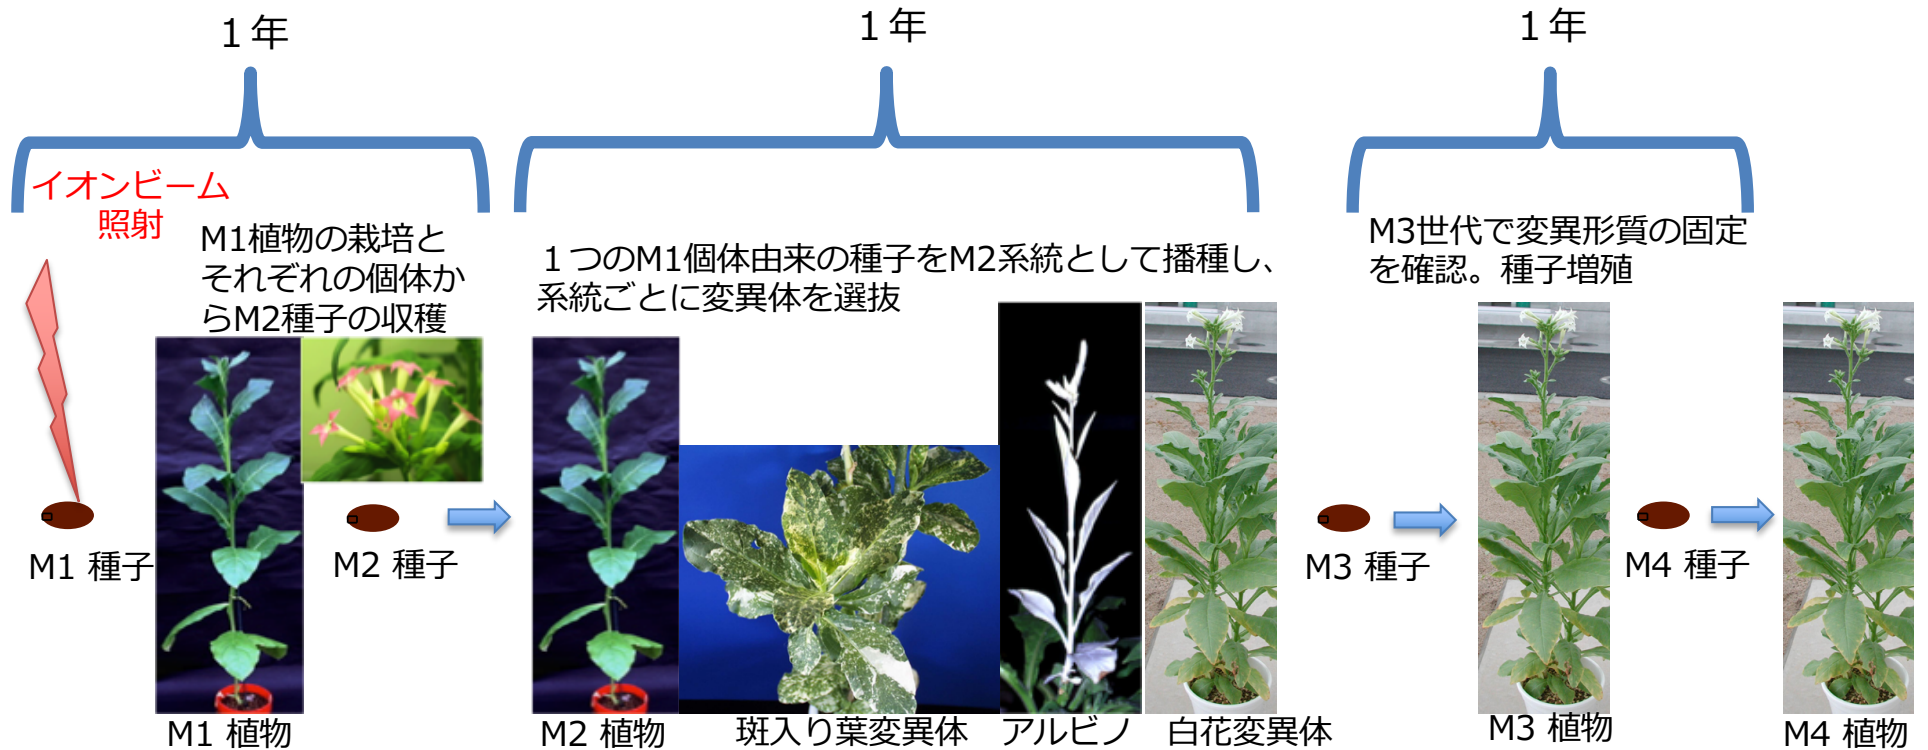 １年
１年
１年
イオンビーム
照射
M1植物の栽培と
それぞれの個体か
らM2種子の収穫
１つのM1個体由来の種子をM2系統として播種し、
系統ごとに変異体を選抜
M3世代で変異形質の固定
を確認。種子増殖
M1 種子
M2 種子
M3 種子
M4 種子
M1 植物
M2 植物
斑入り葉変異体
アルビノ
白花変異体
M3 植物
M4 植物